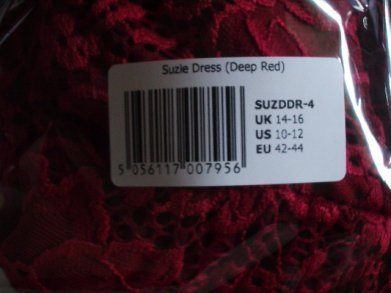 Suzie Dress (Deep Red)
SUZDDR-4
UK 14-16
US 10-12
EU 42-44
5 056117 007956